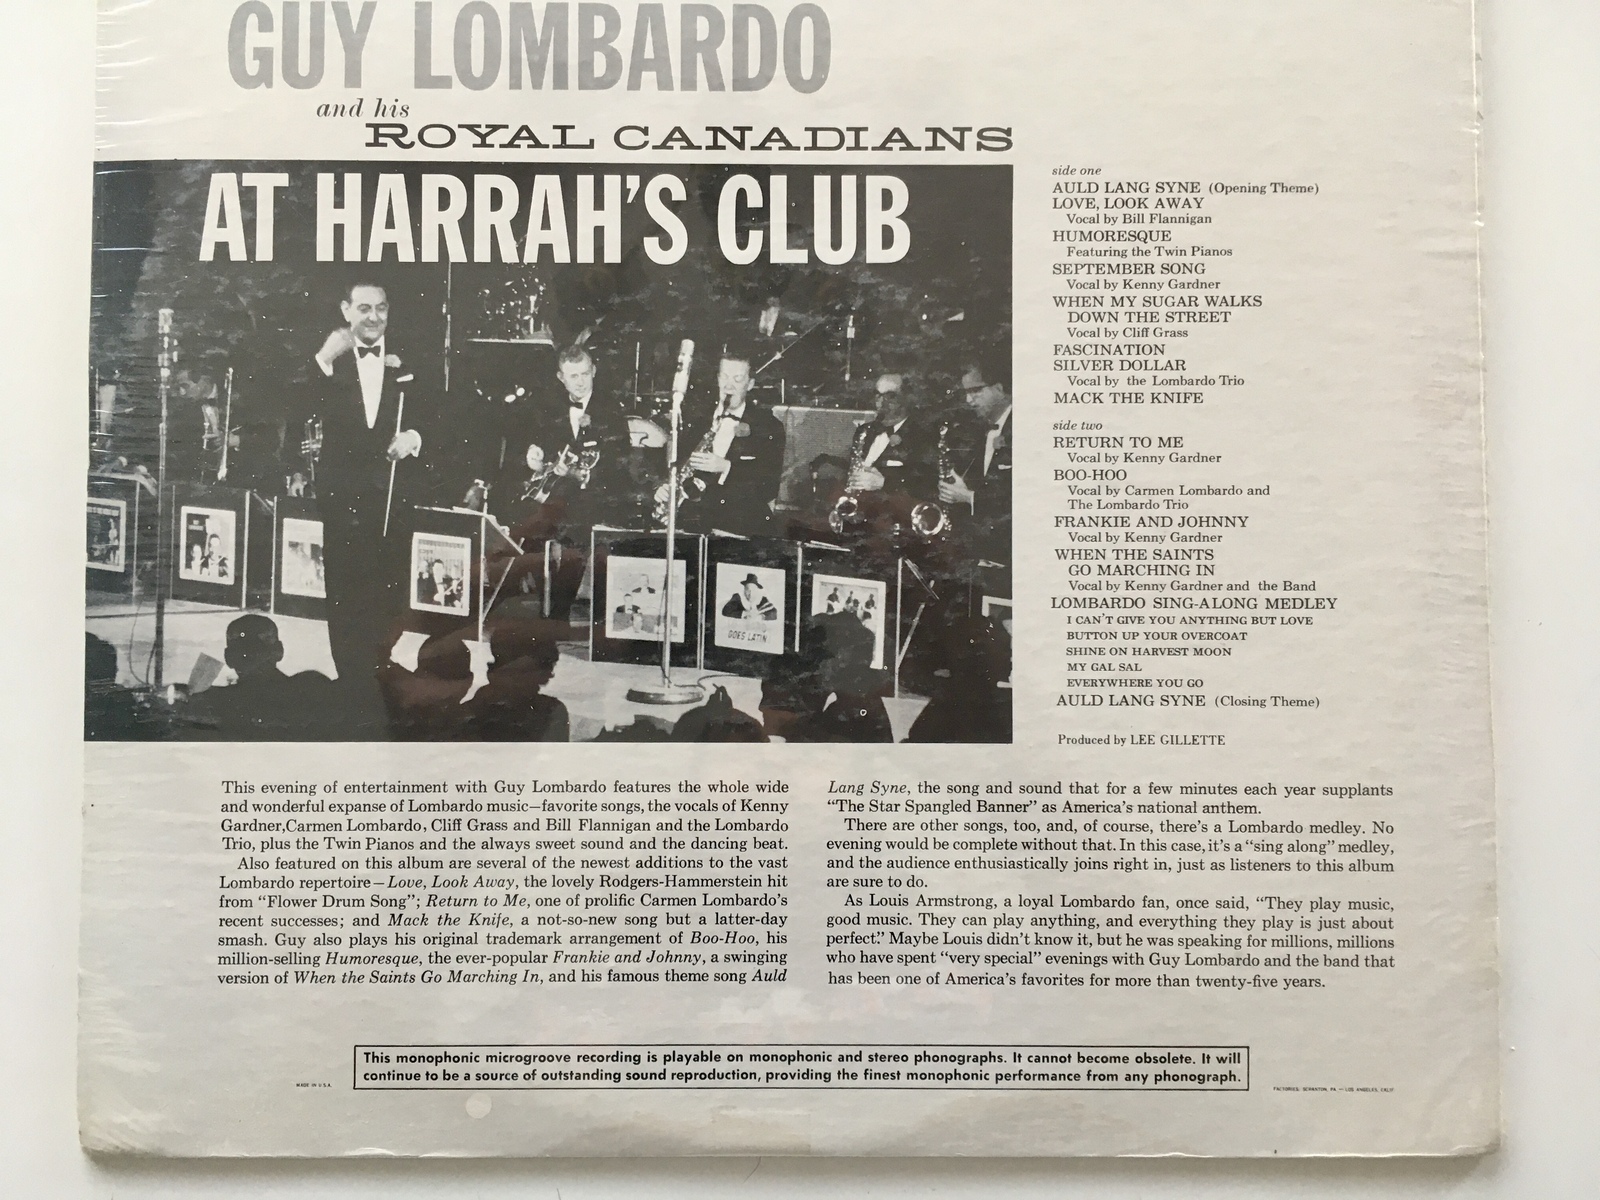 GUY LOMBARDO
and his
ROYAL CANADIANS
AT HARRAH'S CLUB
GOES LATIN
side one
AULD LANG SYNE (Opening Theme)
LOVE, LOOK AWAY
Vocal by Bill Flannigan
HUMORESQUE
Featuring the Twin Pianos
SEPTEMBER SONG
Vocal by Kenny Gardner
WHEN MY SUGAR WALKS
DOWN THE STREET
Vocal by Cliff Grass
FASCINATION
SILVER DOLLAR
Vocal by the Lombardo Trio
MACK THE KNIFE
side two
RETURN TO ME
Vocal by Kenny Gardner
BOO-HOO
Vocal by Carmen Lombardo and
The Lombardo Trio
FRANKIE AND JOHNNY
Vocal by Kenny Gardner
WHEN THE SAINTS
GO MARCHING IN
Vocal by Kenny Gardner and the Band
LOMBARDO SING-ALONG MEDLEY
I CAN'T GIVE YOU ANYTHING BUT LOVE
BUTTON UP YOUR OVERCOAT
SHINE ON HARVEST MOON
MY GAL SAL
EVERYWHERE YOU GO
AULD LANG SYNE (Closing Theme)
Produced by LEE GILLETTE
This evening of entertainment with Guy Lombardo features the whole wide
and wonderful expanse of Lombardo music—favorite songs, the vocals of Kenny
Gardner,Carmen Lombardo, Cliff Grass and Bill Flannigan and the Lombardo
Trio, plus the Twin Pianos and the always sweet sound and the dancing beat.
Also featured on this album are several of the newest additions to the vast
Lombardo repertoire—Love, Look Away, the lovely Rodgers-Hammerstein hit
from "Flower Drum Song"; Return to Me, one of prolific Carmen Lombardo's
recent successes; and Mack the Knife, a not-so-new song but a latter-day
smash. Guy also plays his original trademark arrangement of Boo-Hoo, his
million-selling Humoresque, the ever-popular Frankie and Johnny, a swinging
version of When the Saints Go Marching In, and his famous theme song Auld
Lang Syne, the song and sound that for a few minutes each year supplants
"The Star Spangled Banner" as America's national anthem.
There are other songs, too, and, of course, there's a Lombardo medley. No
evening would be complete without that. In this case, it's a "sing along" medley,
and the audience enthusiastically joins right in, just as listeners to this album
are sure to do.
As Louis Armstrong, a loyal Lombardo fan, once said, "They play music,
good music. They can play anything, and everything they play is just about
perfect." Maybe Louis didn't know it, but he was speaking for millions, millions
who have spent "very special" evenings with Guy Lombardo and the band that
has been one of America's favorites for more than twenty-five years.
This monophonic microgroove recording is playable on monophonic and stereo phonographs. It cannot become obsolete. It will
continue to be a source of outstanding sound reproduction, providing the finest monophonic performance from any phonograph.
MADE IN U.S.A.
FACTORIES: SCRANTON, PA. — LOS ANGELES, CALIF.